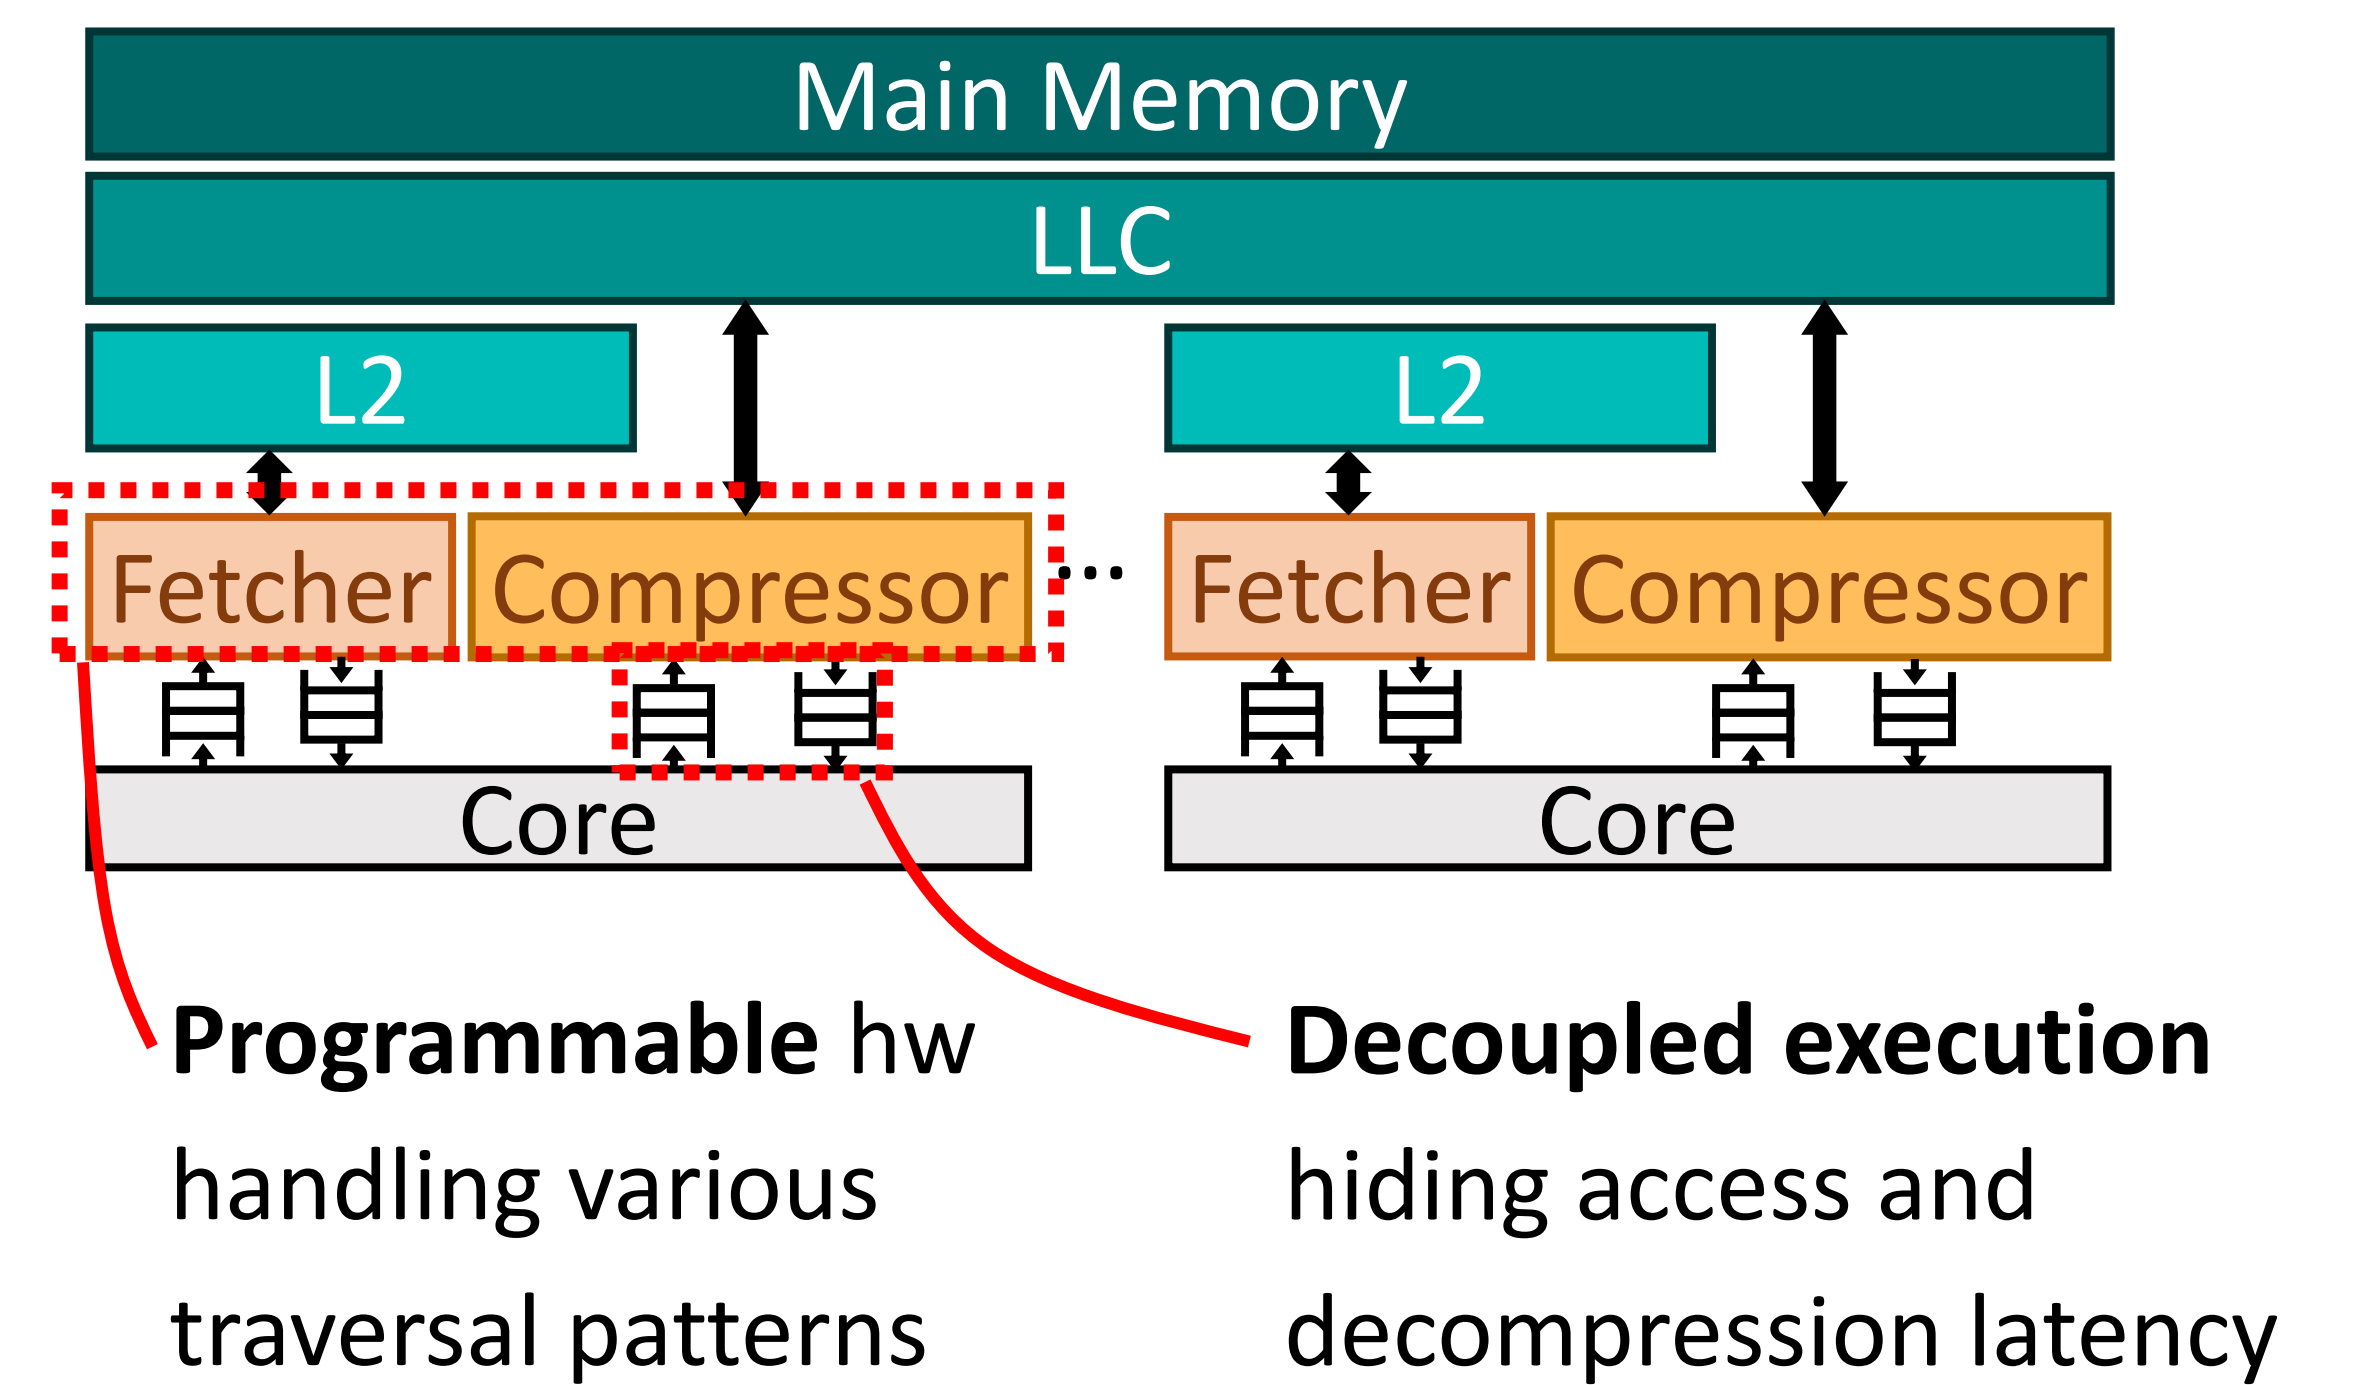 Main Memory
LLC
L2
L2
Fetcher
Compressor
...
Fetcher
Compressor
Core
Core
Programmable hw
handling various
traversal patterns
Decoupled execution
hiding access and
decompression latency